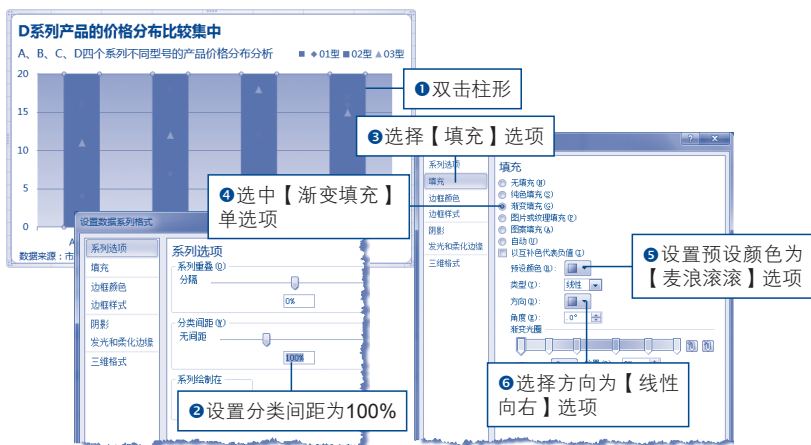 D系列产品的价格分布比较集中
A、B、C、D四个系列不同型号的产品价格分布分析
01型 02型 03型
20
15
10
5
0
数据来源：市
❶双击柱形
❸选择【填充】选项
❹选中【渐变填充】
单选项
设置数据系列格式
系列选项
填充
边框颜色
边框样式
阴影
发光和柔化边缘
三维格式
系列选项
系列重叠(O)
分隔
0%
分类间距(W)
无间距
100%
系列绘制在
❷设置分类间距为100%
系列选项
填充
边框颜色
边框样式
阴影
发光和柔化边缘
三维格式
填充
无填充(N)
纯色填充(S)
渐变填充(G)
图片或纹理填充(P)
图案填充(A)
自动(U)
以互补色代表负值(I)
预设颜色(R):
类型(Y): 线性
方向(D):
角度(E): 0°
渐变光圈
❺设置预设颜色为
【麦浪滚滚】选项
❻选择方向为【线性
向右】选项